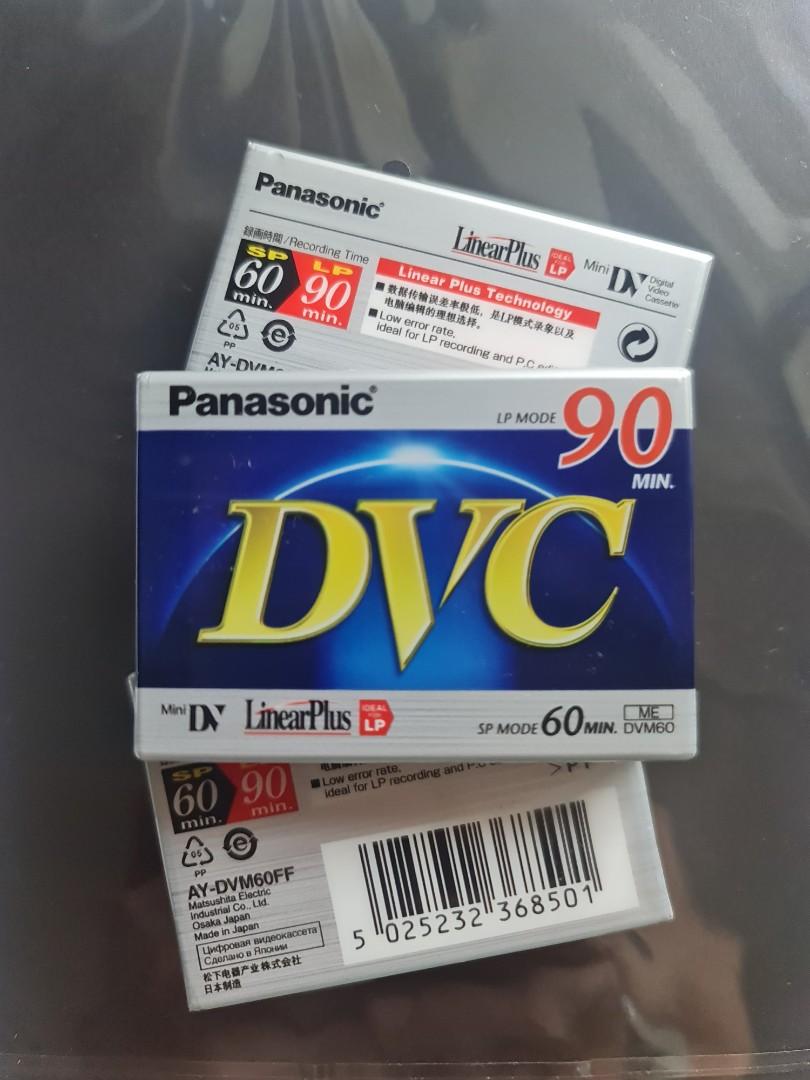 Panasonic®
LinearPlus IDEAL FOR LP Mini DV Digital Video Cassette
録画時間/Recording Time
SP 60 min. LP 90 min.
Linear Plus Technology
■数据传输误差率极低，是LP模式录象以及
电脑编辑的理想选择。
■Low error rate,
ideal for LP recording and P.C
05
PP
e
Panasonic®
LP MODE 90 MIN.
DVC
Mini DV LinearPlus IDEAL FOR LP SP MODE 60 MIN. ME DVM60
SP 60 min. 90 min.
■Low error rate,
ideal for LP recording and P.C
05
PP
e
AY-DVM60FF
Matsushita Electric
Industrial Co., Ltd.
Osaka Japan
Made in Japan
Цифровая видеокассета
Сделано в Японии
松下电器产业株式会社
日本制造
5 025232 368501